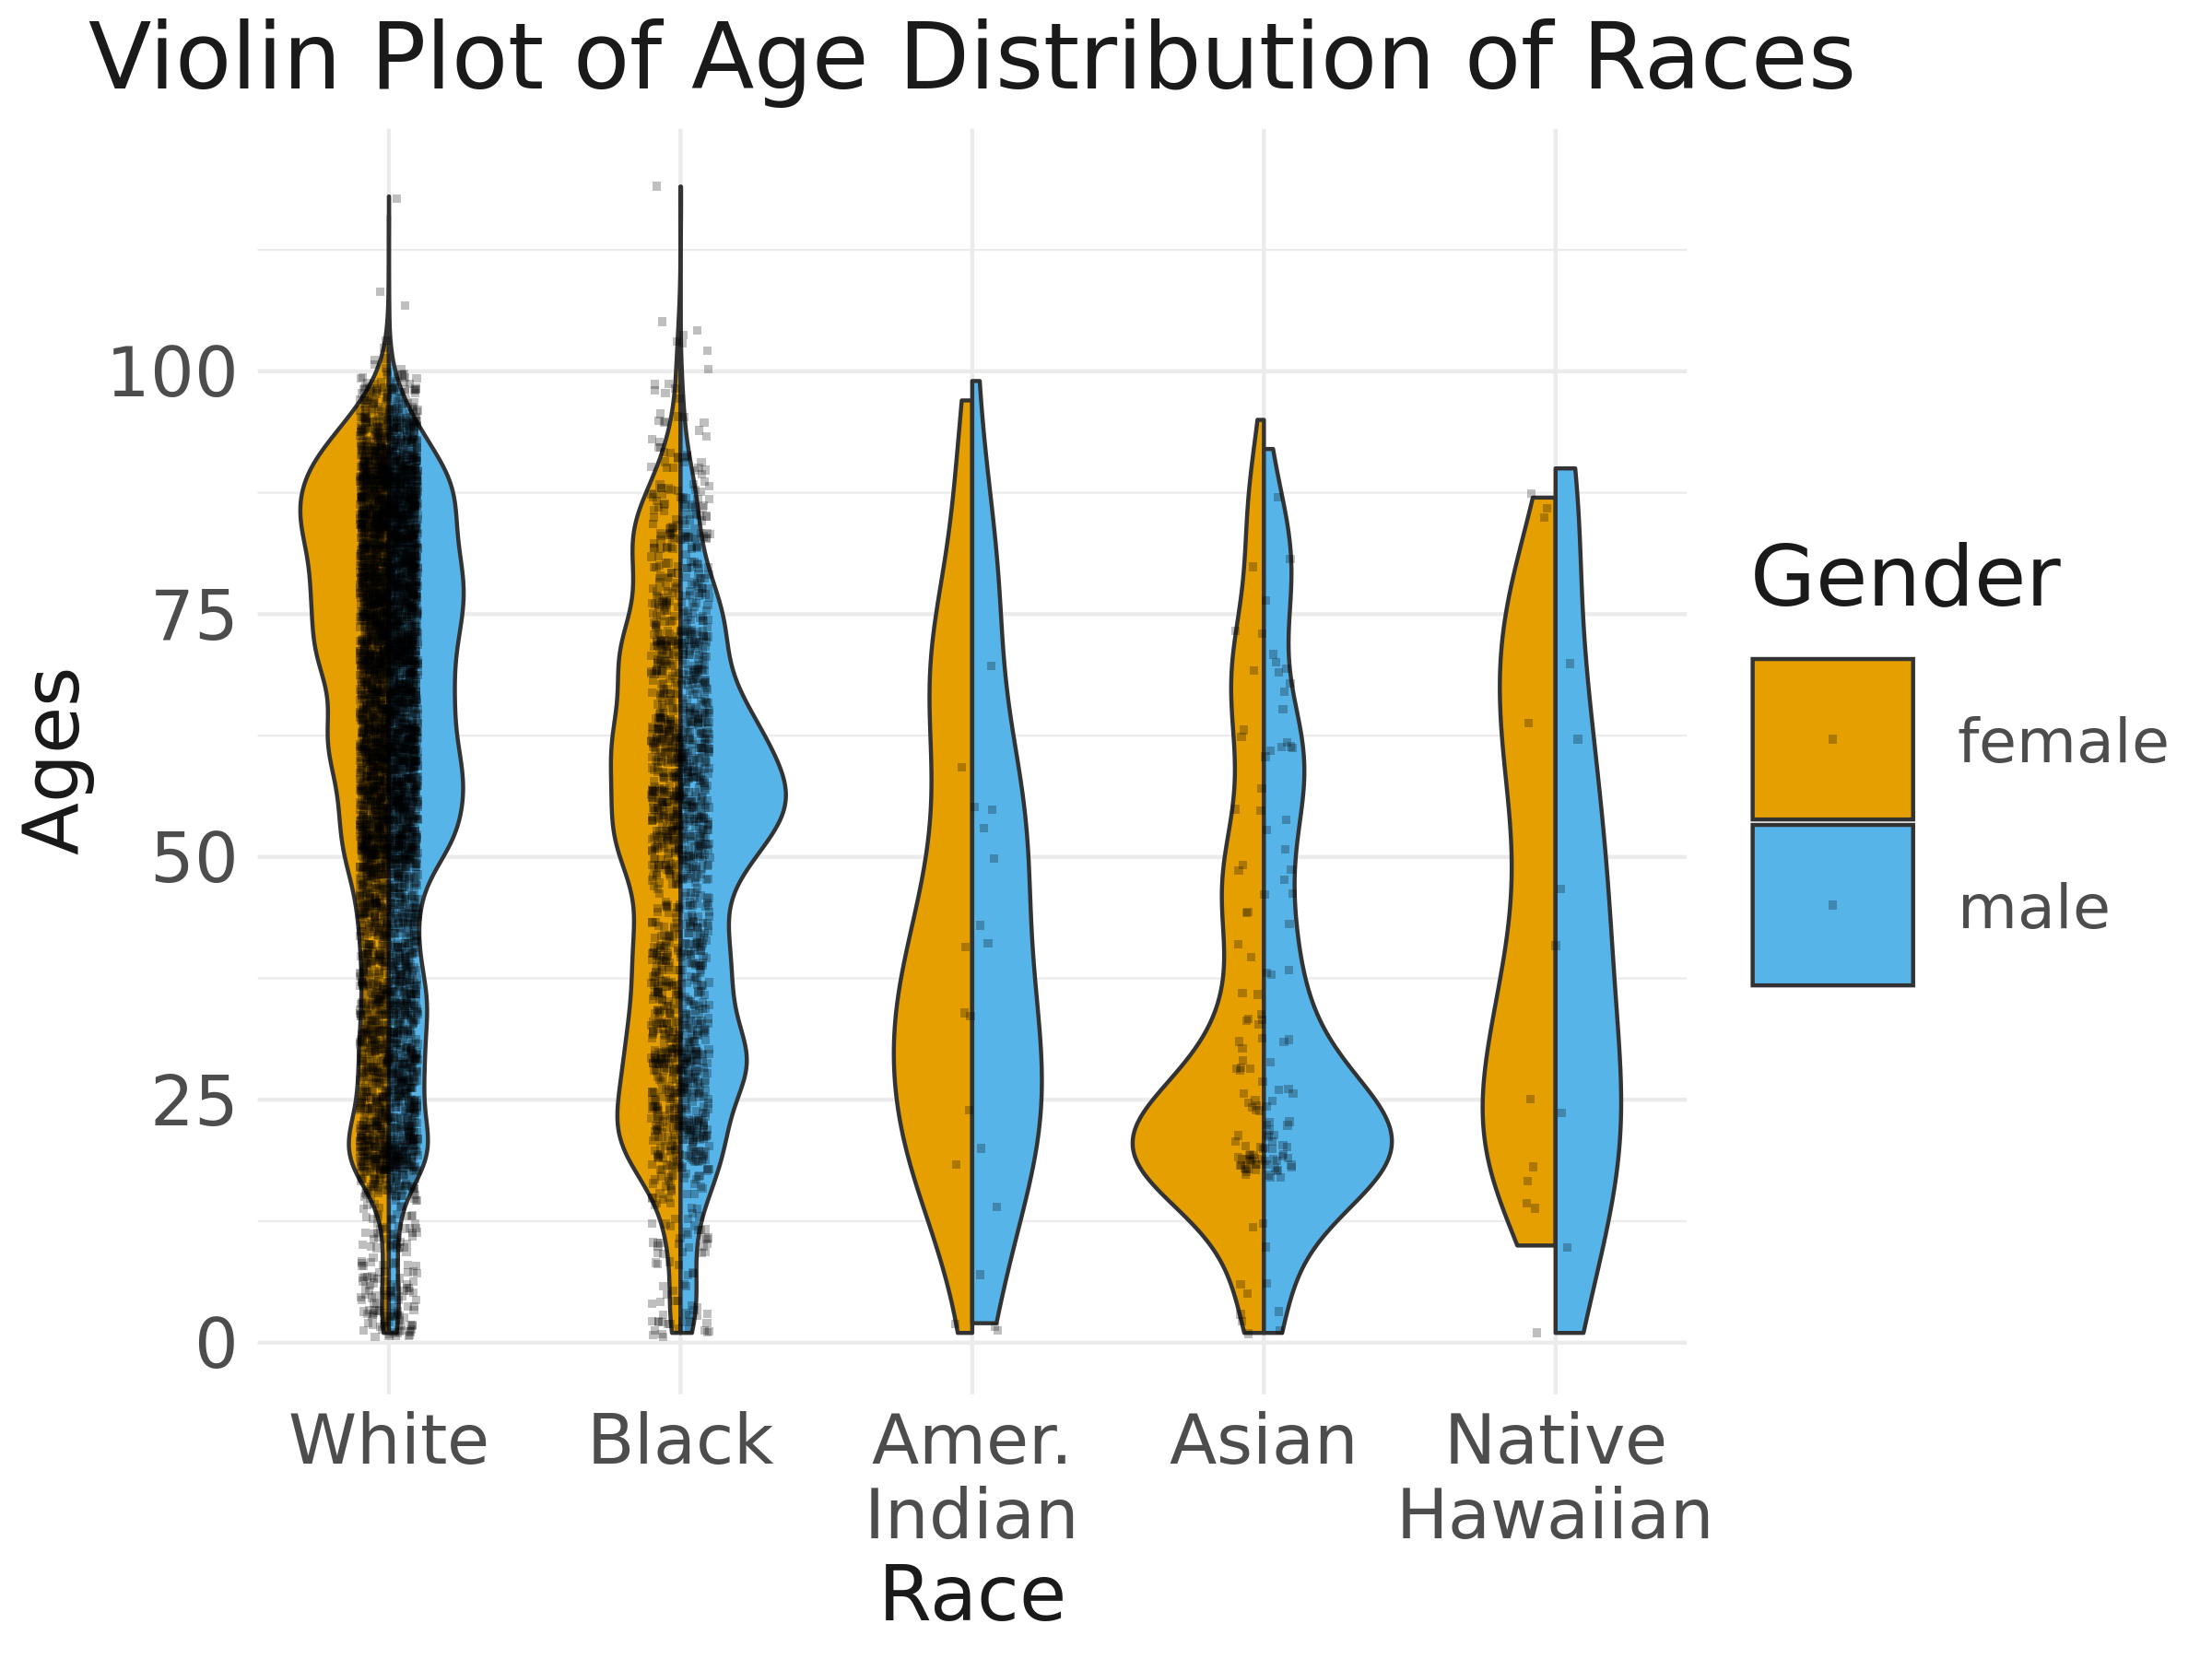 Violin Plot of Age Distribution of Races
Ages
100
75
50
25
0
White
Black
Amer.
Indian
Asian
Native
Hawaiian
Race
Gender
female
male